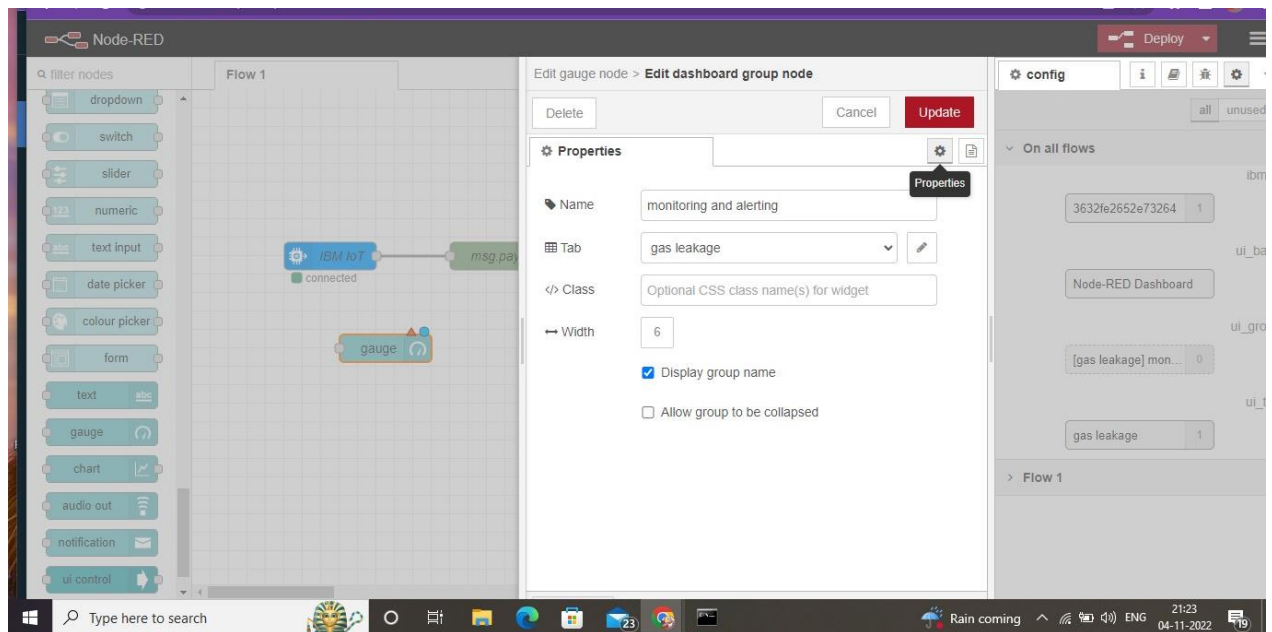 Node-RED
Deploy
filter nodes
dropdown
switch
slider
numeric
text input
date picker
colour picker
form
text
abc
gauge
chart
audio out
notification
ui control
Flow 1
IBM IoT
connected
msg.pay
gauge
Edit gauge node > Edit dashboard group node
Delete
Cancel
Update
Properties
Properties
Name
monitoring and alerting
Tab
gas leakage
</> Class
Optional CSS class name(s) for widget
Width
6
Display group name
Allow group to be collapsed
config
all
unused
On all flows
ibm
3632fe2652e73264
1
ui_ba
Node-RED Dashboard
ui_gro
[gas leakage] mon...
0
ui_t
gas leakage
1
Flow 1
Type here to search
23
Rain coming
ENG
21:23
04-11-2022
19